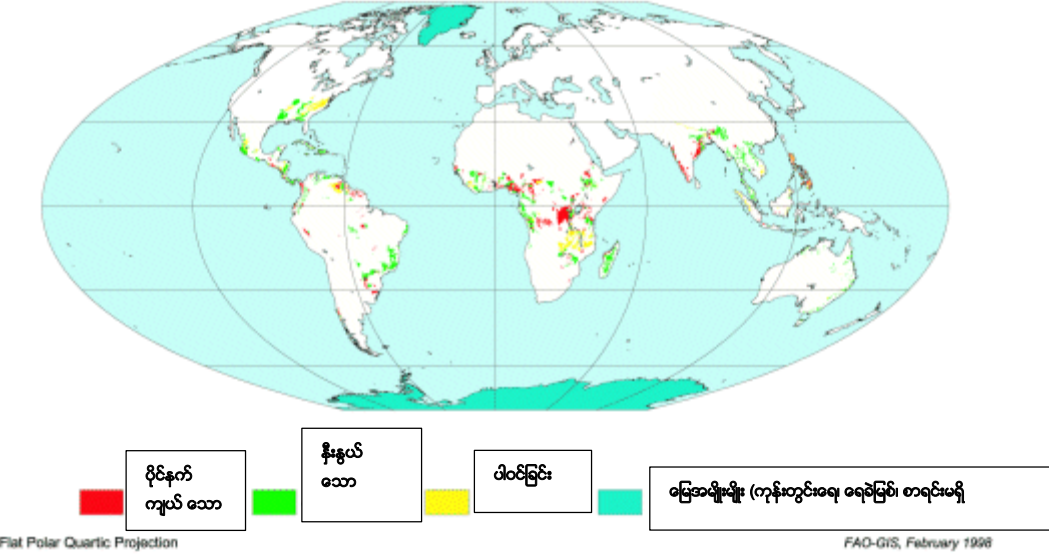 ပိုင်နက်
ကျယ် သော
နှီးနွယ်
သော
ပါဝင်ခြင်း
မြေအမျိုးမျိုး (ကုန်းတွင်းရေ၊ ရေခဲမြစ်၊ စာရင်းမရှိ
Flat Polar Quartic Projection
FAO-GIS, February 1998